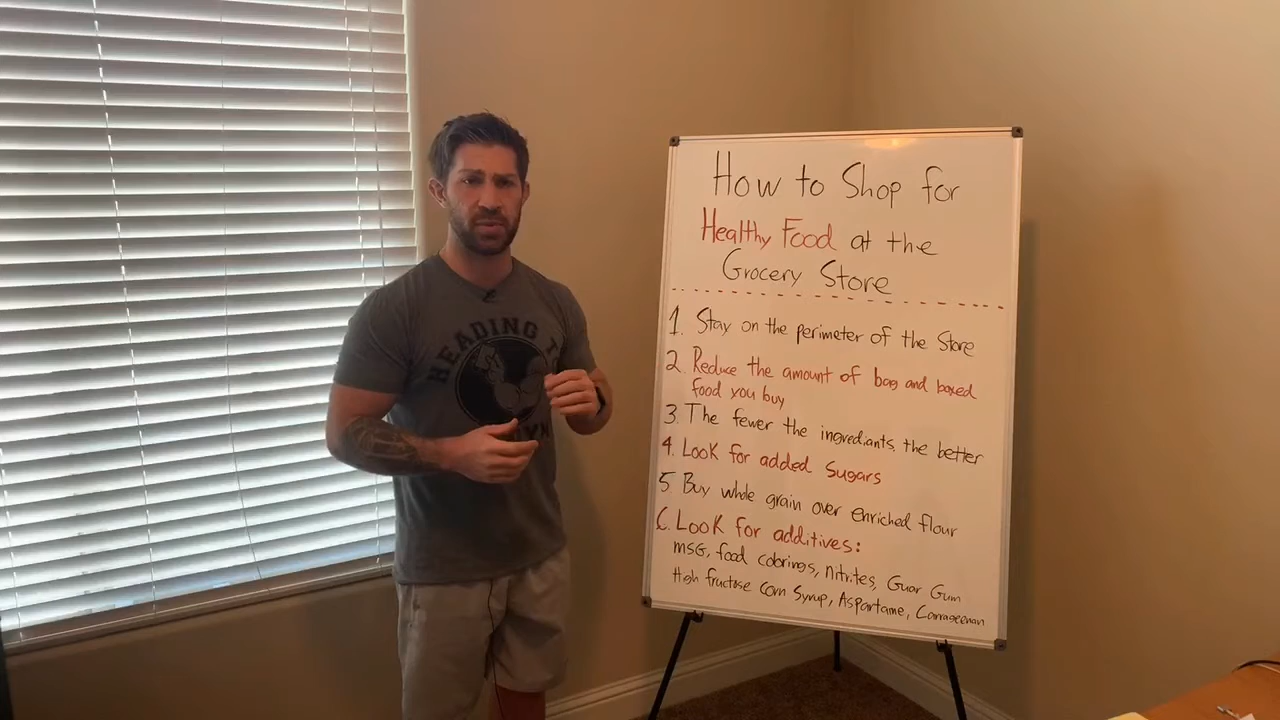 How to Shop for
Healthy Food at the
Grocery Store
1. Stay on the perimeter of the Store
2. Reduce the amount of bag and boxed
food you buy
3. The fewer the ingrediants, the better
4. Look for added sugars
5. Buy whole grain over enriched flour
6. Look for additives:
MSG, food colorings, Nitrites, Guar Gum
High fructose Corn Syrup, Aspartame, Carrageenan
HEADING